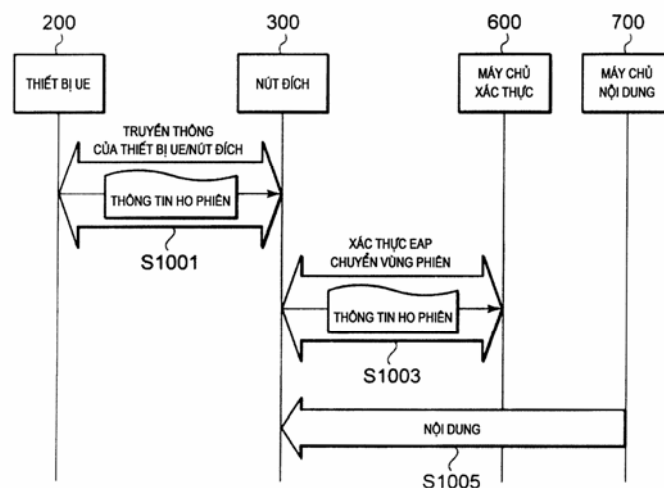 200
300
600
700
THIẾT BỊ UE
NÚT ĐÍCH
MÁY CHỦ
XÁC THỰC
MÁY CHỦ
NỘI DUNG
TRUYỀN THÔNG
CỦA THIẾT BỊ UE/NÚT ĐÍCH
THÔNG TIN HO PHIÊN
S1001
XÁC THỰC EAP
CHUYỂN VÙNG PHIÊN
THÔNG TIN HO PHIÊN
S1003
NỘI DUNG
S1005